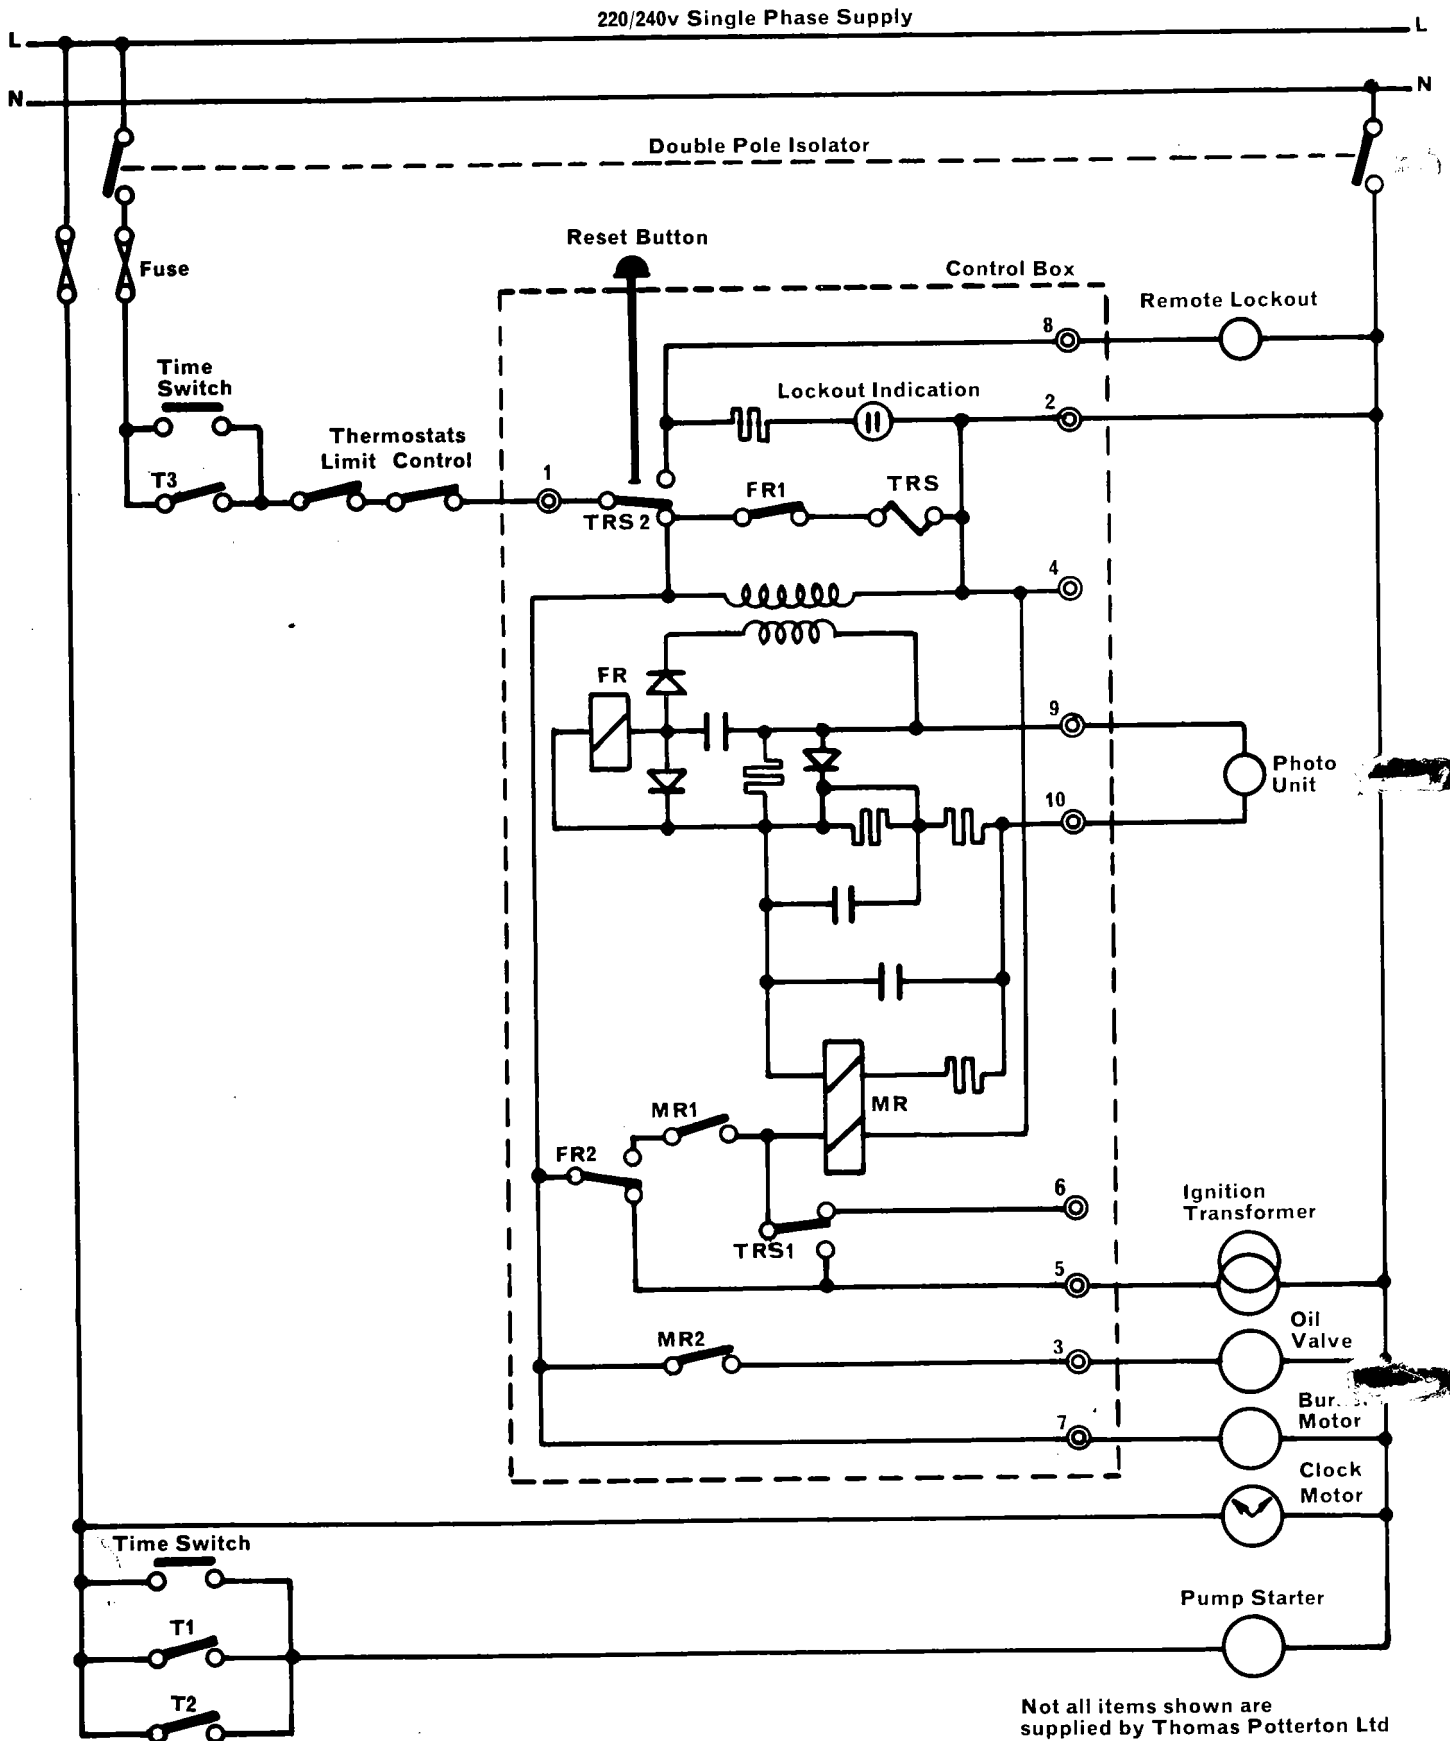 220/240v Single Phase Supply
L
L
N
N
Double Pole Isolator
Reset Button
Control Box
Fuse
Remote Lockout
8
Time
Switch
Lockout Indication
2
Thermostats
Limit Control
T3
1
FR1
TRS
TRS 2
4
FR
9
Photo
Unit
10
MR
MR1
FR2
6
Ignition
Transformer
TRS1
5
Oil
Valve
MR2
3
Motor
7
Clock
Motor
Time Switch
Pump Starter
T1
T2
Not all items shown are
supplied by Thomas Potterton Ltd